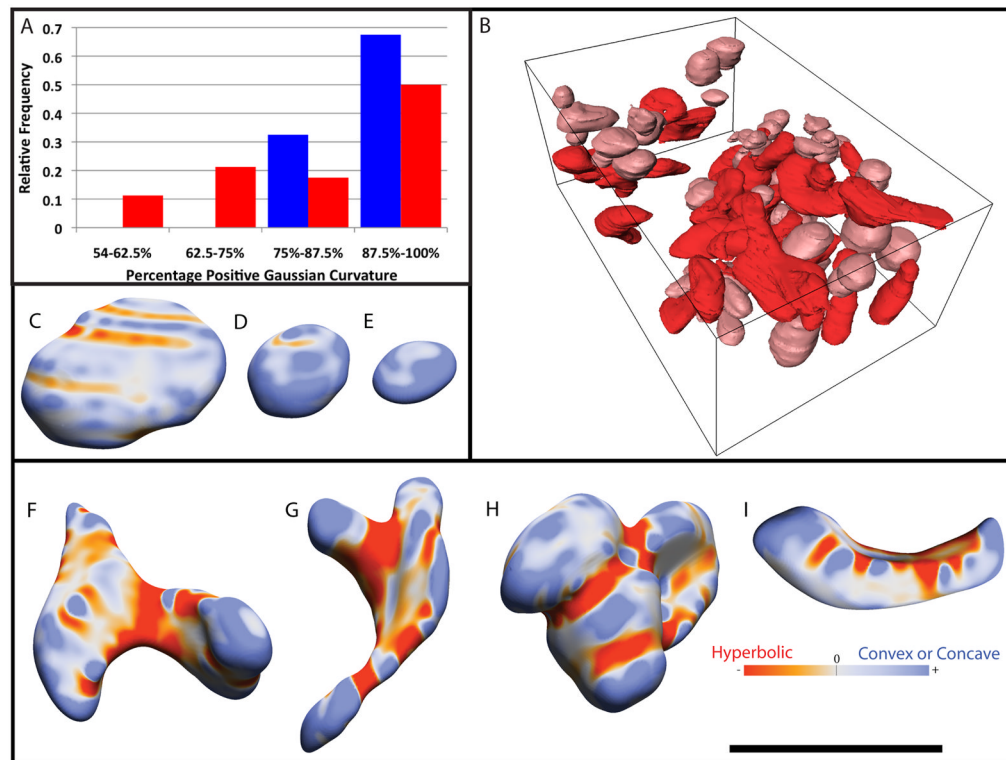 A
Relative Frequency
0.7
0.6
0.5
0.4
0.3
0.2
0.1
0
54-62.5% 62.5-75% 75%-87.5% 87.5%-100%
Percentage Positive Gaussian Curvature
B
C D E
F G H I
Hyperbolic 0 Convex or Concave
- +